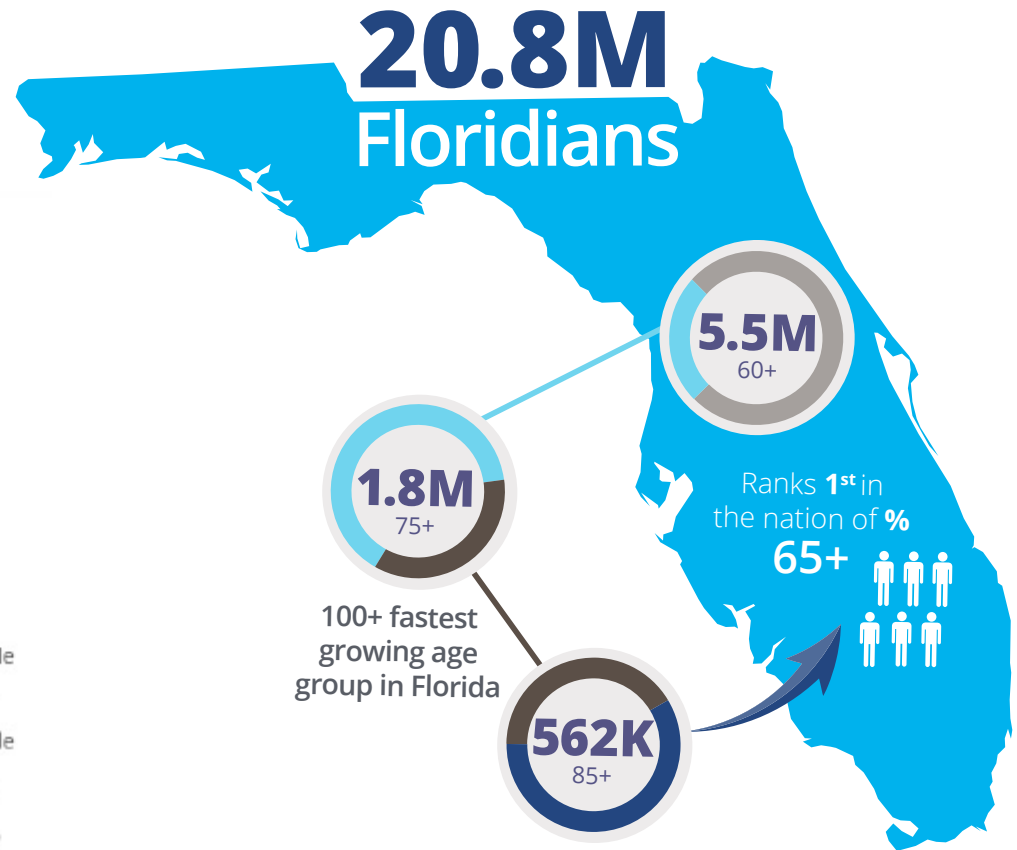 20.8M
Floridians
5.5M
60+
1.8M
75+
Ranks 1st in
the nation of %
65+
100+ fastest
growing age
group in Florida
562K
85+